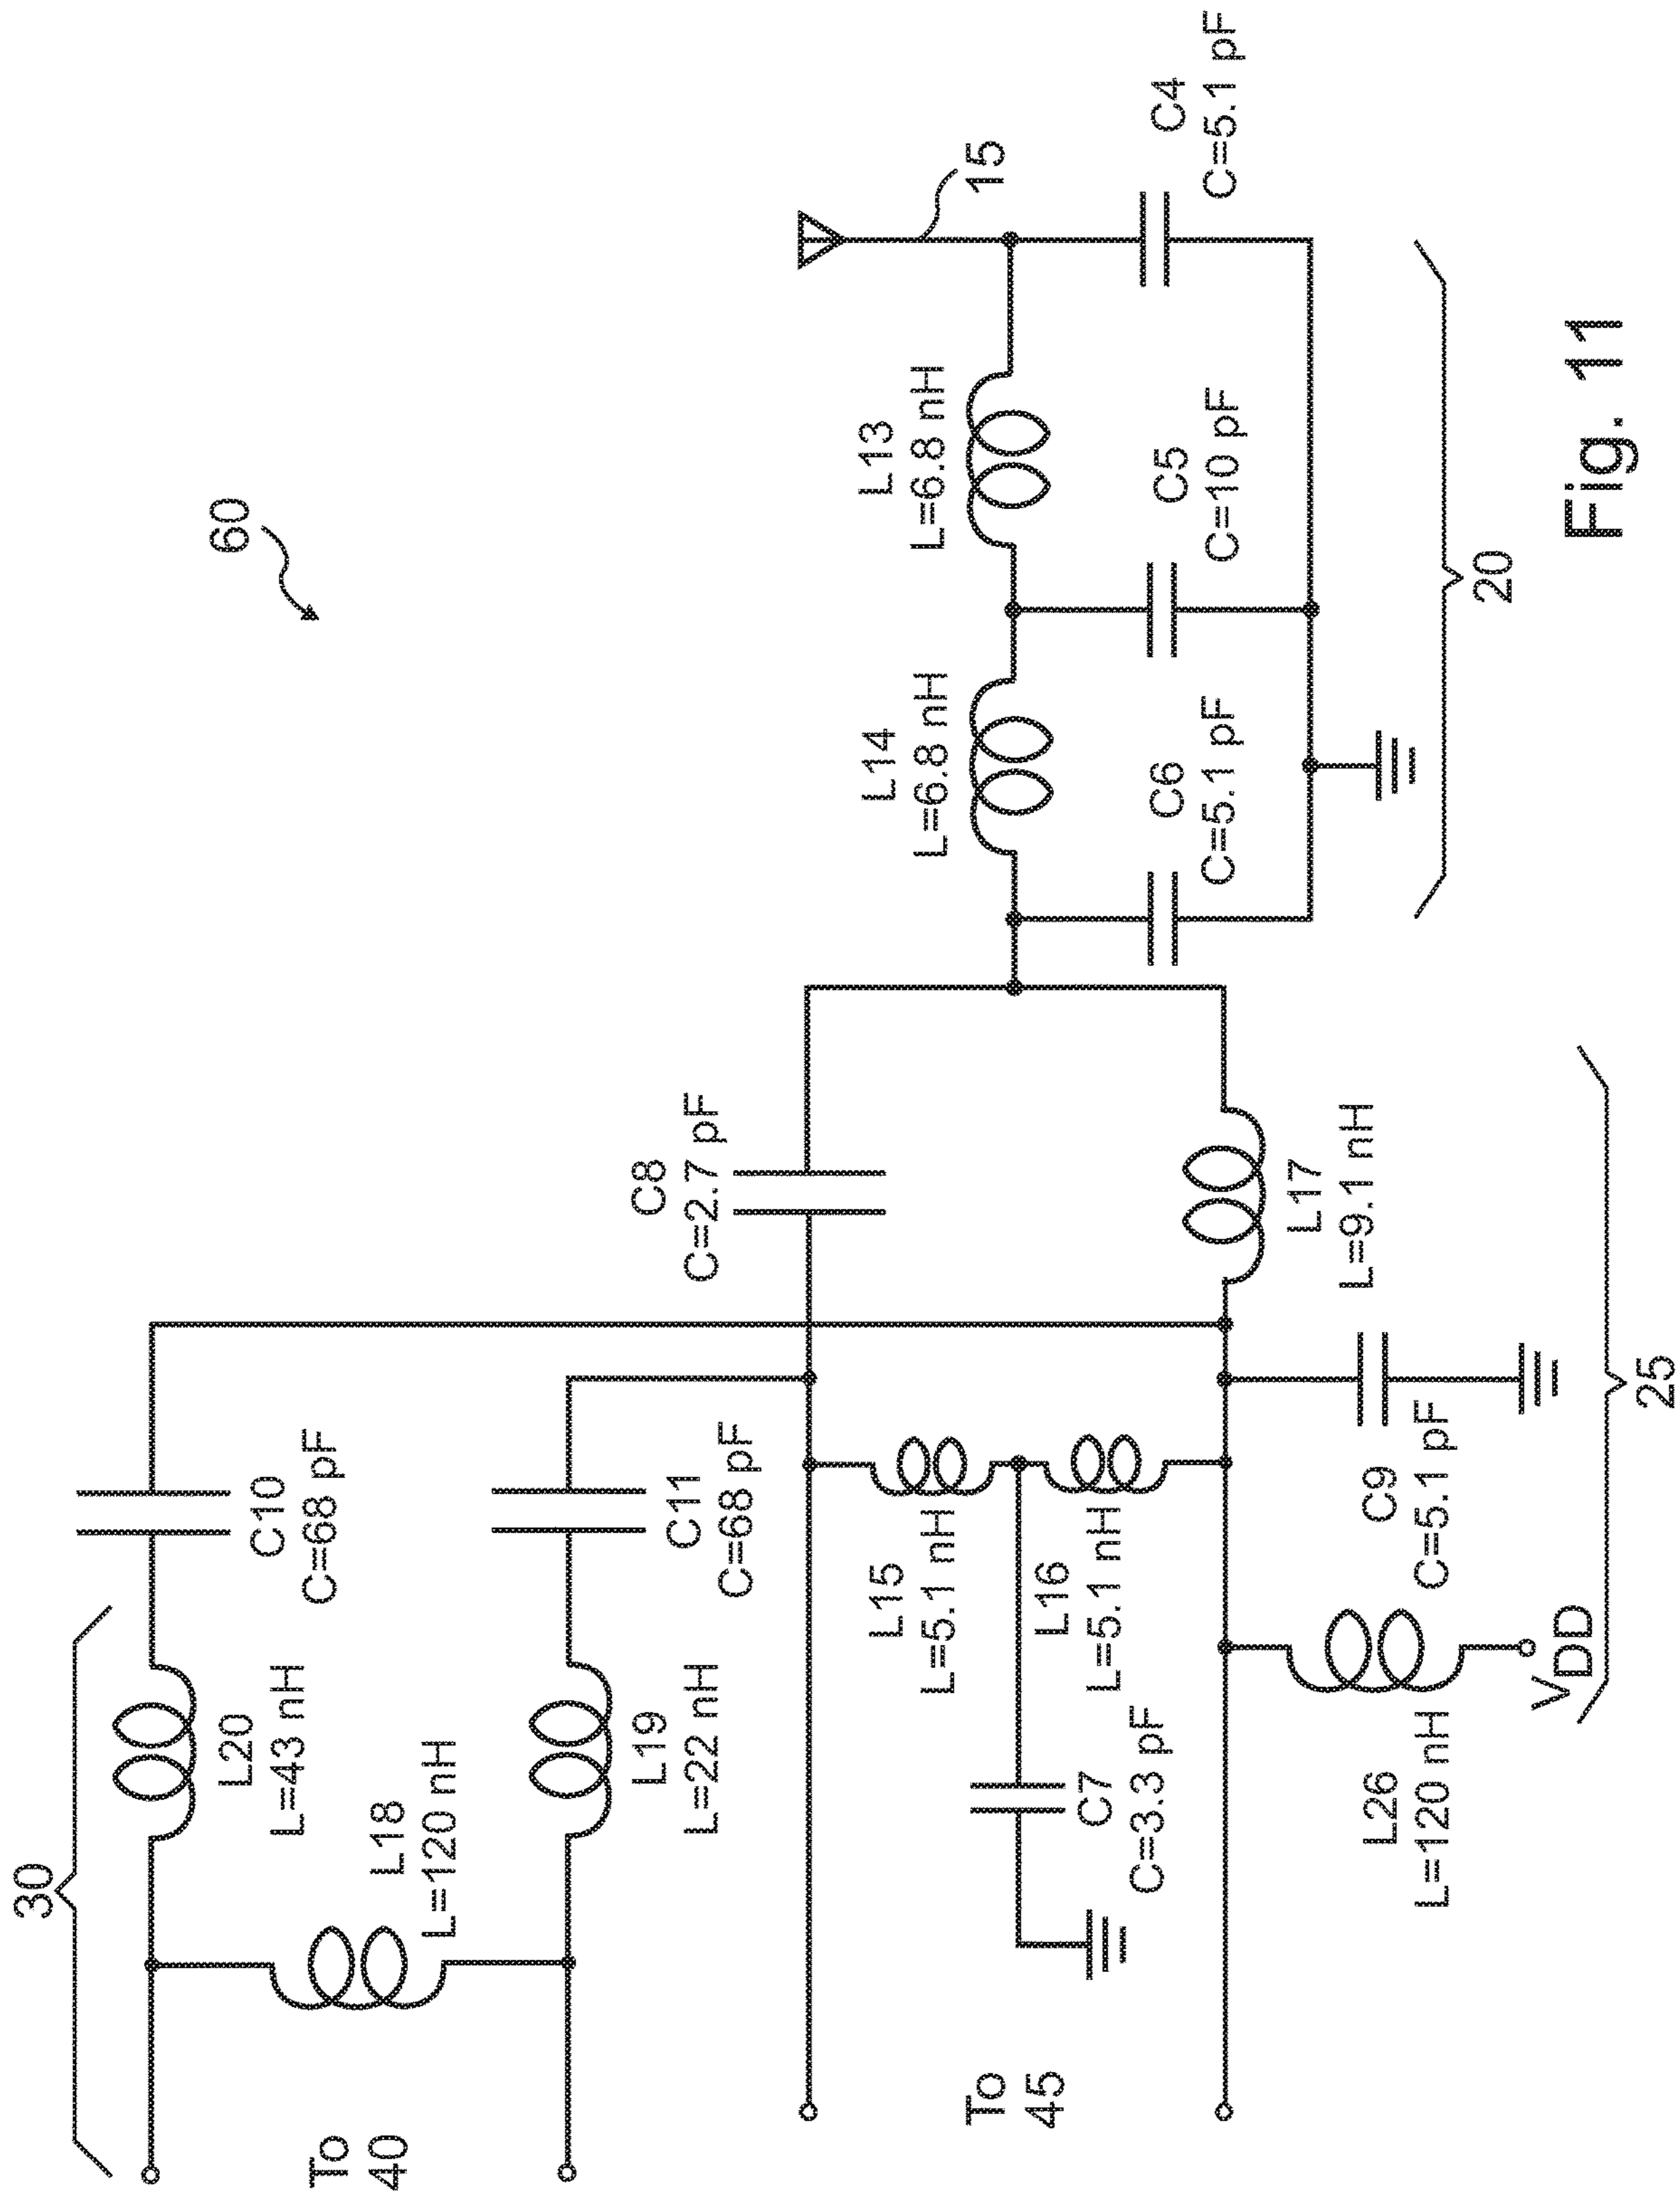 60
30
L20
L=43 nH
C10
C=68 pF
L18
L=120 nH
L19
L=22 nH
C11
C=68 pF
To
40
C8
C=2.7 pF
L15
L=5.1 nH
L16
L=5.1 nH
C7
C=3.3 pF
To
45
L17
L=9.1 nH
C9
C=5.1 pF
L26
L=120 nH
VDD
25
L14
L=6.8 nH
L13
L=6.8 nH
15
C6
C=5.1 pF
C5
C=10 pF
C4
C=5.1 pF
20
Fig. 11